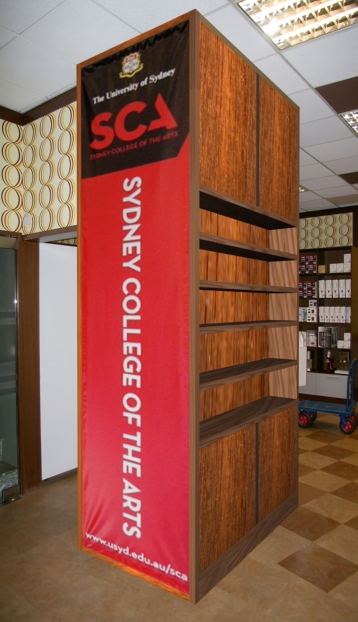 The University of Sydney
SCA
SYDNEY COLLEGE OF THE ARTS
SYDNEY COLLEGE OF THE ARTS
www.usyd.edu.au/sca